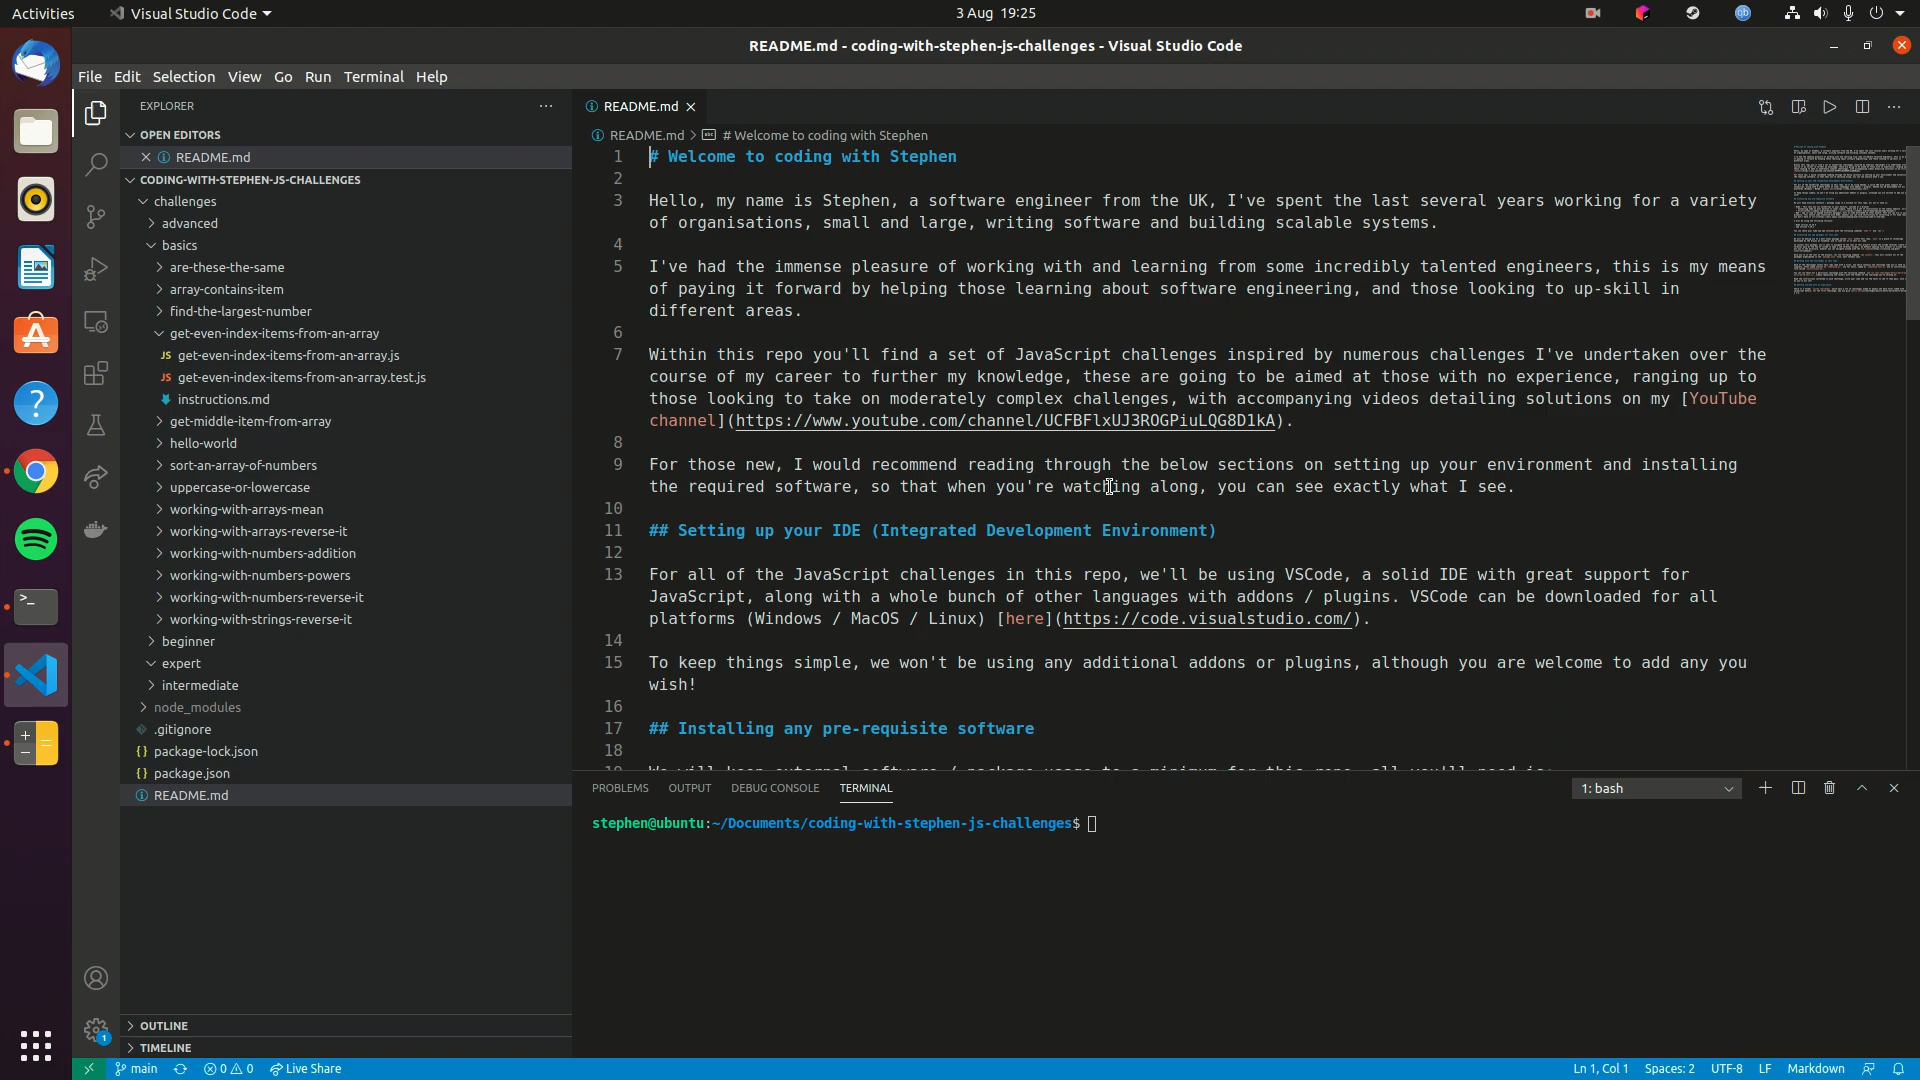 Activities
Visual Studio Code
3 Aug 19:25
README.md - coding-with-stephen-js-challenges - Visual Studio Code
File Edit Selection View Go Run Terminal Help
EXPLORER
OPEN EDITORS
README.md
CODING-WITH-STEPHEN-JS-CHALLENGES
challenges
advanced
basics
are-these-the-same
array-contains-item
find-the-largest-number
get-even-index-items-from-an-array
JS get-even-index-items-from-an-array.js
JS get-even-index-items-from-an-array.test.js
instructions.md
get-middle-item-from-array
hello-world
sort-an-array-of-numbers
uppercase-or-lowercase
working-with-arrays-mean
working-with-arrays-reverse-it
working-with-numbers-addition
working-with-numbers-powers
working-with-numbers-reverse-it
working-with-strings-reverse-it
beginner
expert
intermediate
node_modules
.gitignore
{} package-lock.json
{} package.json
README.md
OUTLINE
TIMELINE
README.md
README.md > # Welcome to coding with Stephen
1 # Welcome to coding with Stephen
2
3 Hello, my name is Stephen, a software engineer from the UK, I've spent the last several years working for a variety
of organisations, small and large, writing software and building scalable systems.
4
5 I've had the immense pleasure of working with and learning from some incredibly talented engineers, this is my means
of paying it forward by helping those learning about software engineering, and those looking to up-skill in
different areas.
6
7 Within this repo you'll find a set of JavaScript challenges inspired by numerous challenges I've undertaken over the
course of my career to further my knowledge, these are going to be aimed at those with no experience, ranging up to
those looking to take on moderately complex challenges, with accompanying videos detailing solutions on my [YouTube
channel](https://www.youtube.com/channel/UCFBFlxUJ3ROGPiuLQG8D1kA).
8
9 For those new, I would recommend reading through the below sections on setting up your environment and installing
the required software, so that when you're watching along, you can see exactly what I see.
10
11 ## Setting up your IDE (Integrated Development Environment)
12
13 For all of the JavaScript challenges in this repo, we'll be using VSCode, a solid IDE with great support for
JavaScript, along with a whole bunch of other languages with addons / plugins. VSCode can be downloaded for all
platforms (Windows / MacOS / Linux) [here](https://code.visualstudio.com/).
14
15 To keep things simple, we won't be using any additional addons or plugins, although you are welcome to add any you
wish!
16
17 ## Installing any pre-requisite software
18
PROBLEMS OUTPUT DEBUG CONSOLE TERMINAL
1: bash
stephen@ubuntu:~/Documents/coding-with-stephen-js-challenges$
1
main
0 0
Live Share
Ln 1, Col 1 Spaces: 2 UTF-8 LF Markdown